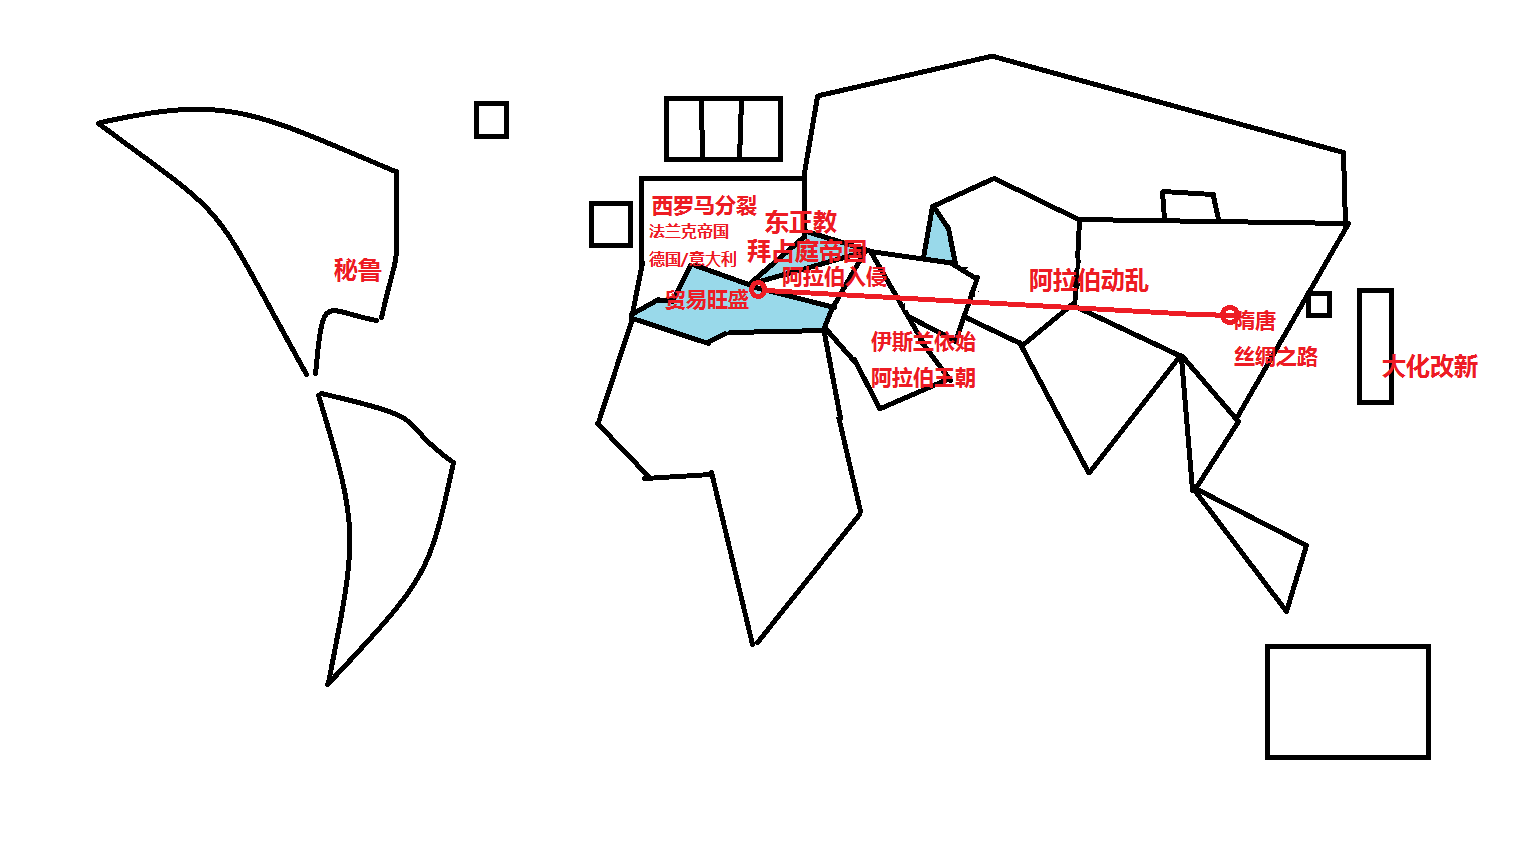 西罗马分裂
法兰克帝国
德国/意大利
东正教
拜占庭帝国
阿拉伯入侵
贸易旺盛
秘鲁
阿拉伯动乱
隋唐
丝绸之路
伊斯兰依始
阿拉伯王朝
大化改新